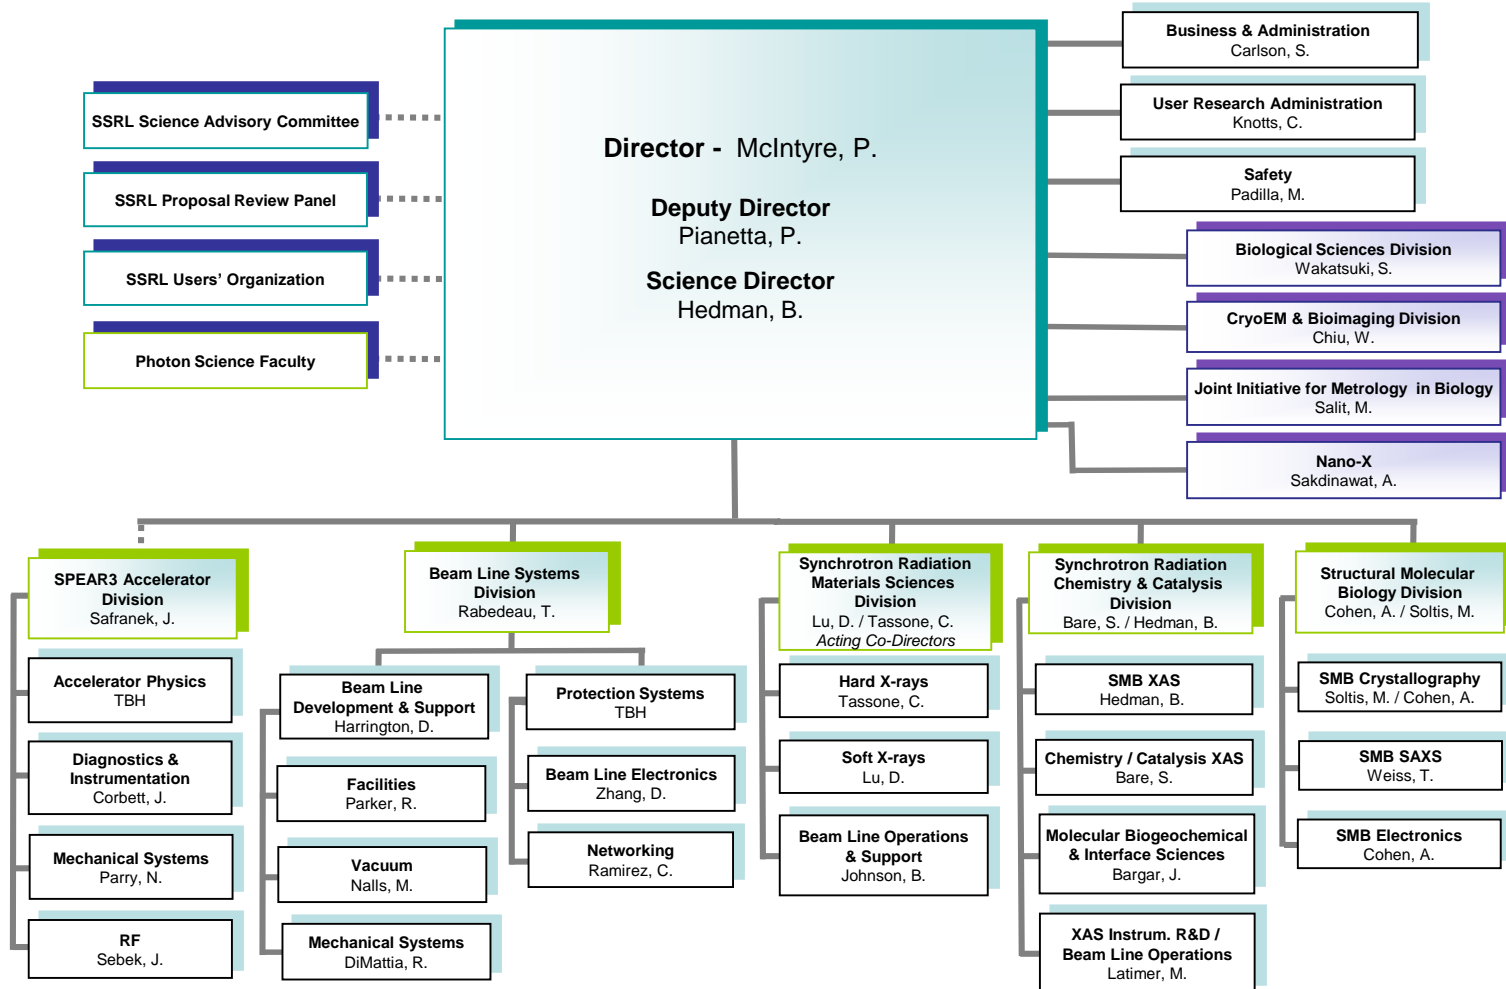 Business & Administration
Carlson, S.
User Research Administration
Knotts, C.
Safety
Padilla, M.
Biological Sciences Division
Wakatsuki, S.
CryoEM & Bioimaging Division
Chiu, W.
Joint Initiative for Metrology in Biology
Salit, M.
Nano-X
Sakdinawat, A.
SSRL Science Advisory Committee
SSRL Proposal Review Panel
SSRL Users’ Organization
Photon Science Faculty
Director - McIntyre, P.
Deputy Director
Pianetta, P.
Science Director
Hedman, B.
SPEAR3 Accelerator
Division
Safranek, J.
Accelerator Physics
TBH
Diagnostics &
Instrumentation
Corbett, J.
Mechanical Systems
Parry, N.
RF
Sebek, J.
Beam Line Systems
Division
Rabedeau, T.
Beam Line
Development & Support
Harrington, D.
Facilities
Parker, R.
Vacuum
Nalls, M.
Mechanical Systems
DiMattia, R.
Protection Systems
TBH
Beam Line Electronics
Zhang, D.
Networking
Ramirez, C.
Synchrotron Radiation
Materials Sciences
Division
Lu, D. / Tassone, C.
Acting Co-Directors
Hard X-rays
Tassone, C.
Soft X-rays
Lu, D.
Beam Line Operations
& Support
Johnson, B.
Synchrotron Radiation
Chemistry & Catalysis
Division
Bare, S. / Hedman, B.
SMB XAS
Hedman, B.
Chemistry / Catalysis XAS
Bare, S.
Molecular Biogeochemical
& Interface Sciences
Bargar, J.
XAS Instrum. R&D /
Beam Line Operations
Latimer, M.
Structural Molecular
Biology Division
Cohen, A. / Soltis, M.
SMB Crystallography
Soltis, M. / Cohen, A.
SMB SAXS
Weiss, T.
SMB Electronics
Cohen, A.